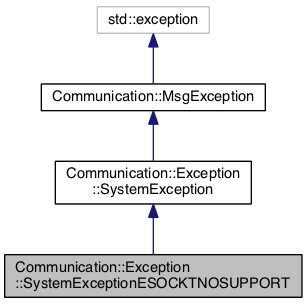 std::exception
Communication::MsgException
Communication::Exception
::SystemException
Communication::Exception
::SystemExceptionESOCKTNOSUPPORT